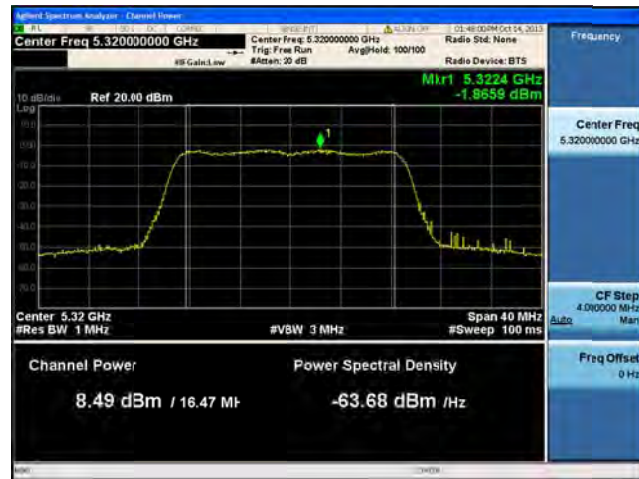 Agilent Spectrum Analyzer - Channel Power
RL
Center Freq 5.320000000 GHz
#IFGain:Low
Center Freq: 5.320000000 GHz
Trig: Free Run Avg|Hold: 100/100
#Atten: 20 dB
01:48:00 PM Oct 14, 2013
Radio Std: None
Radio Device: BTS
Mkr1 5.3224 GHz
-1.8659 dBm
10 dB/div Ref 20.00 dBm
Log
1
Center 5.32 GHz
Span 40 MHz
#Res BW 1 MHz
#VBW 3 MHz
#Sweep 100 ms
Channel Power
Power Spectral Density
8.49 dBm / 16.47 MH
-63.68 dBm /Hz
Frequency
Center Freq
5.320000000 GHz
CF Step
4.000000 MHz
Auto Man
Freq Offset
0 Hz